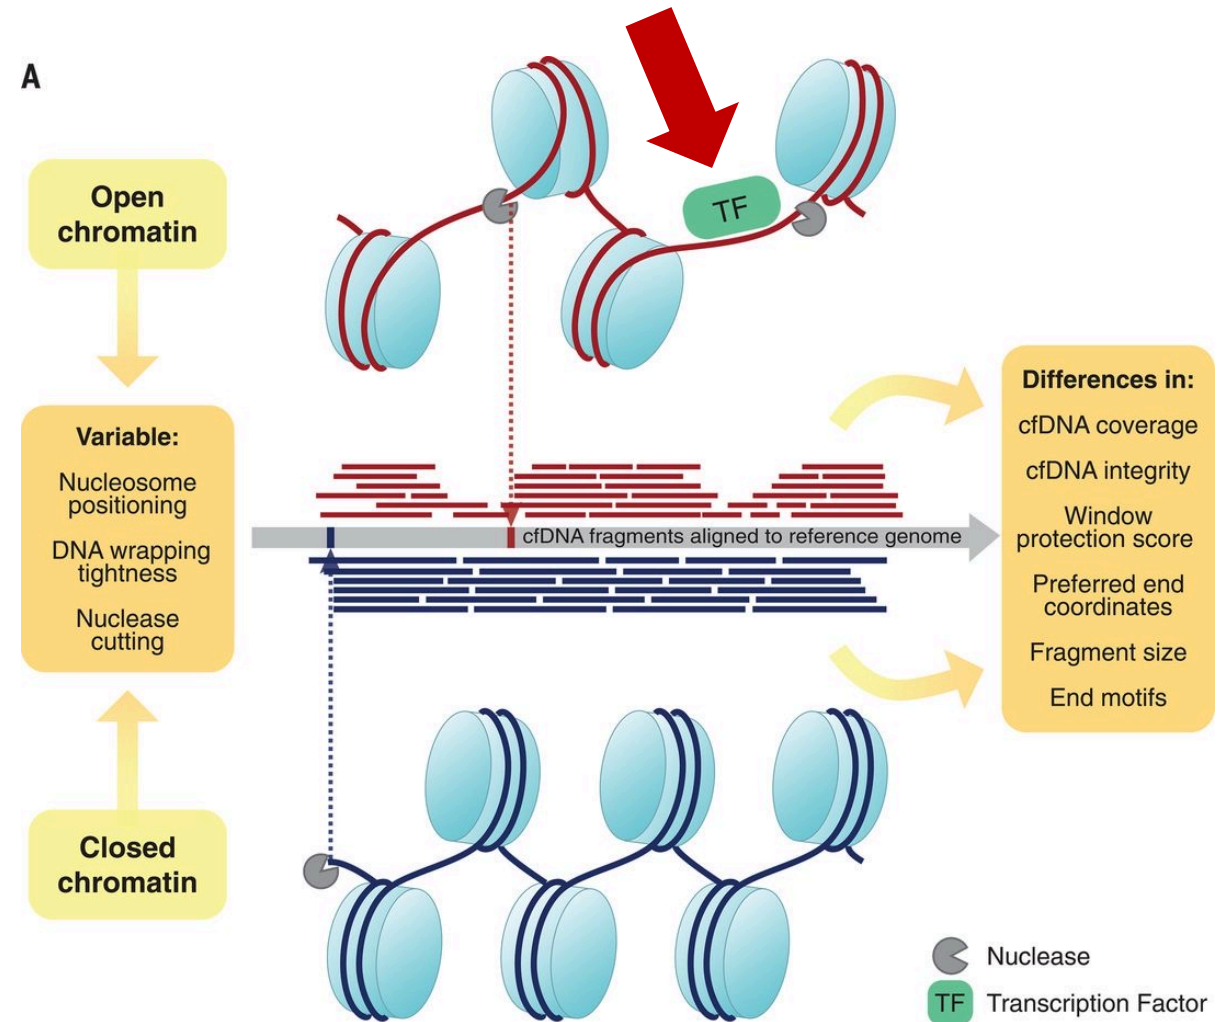 A
Open
chromatin
TF
Variable:
Nucleosome
positioning
DNA wrapping
tightness
Nuclease
cutting
cfDNA fragments aligned to reference genome
Differences in:
cfDNA coverage
cfDNA integrity
Window
protection score
Preferred end
coordinates
Fragment size
End motifs
Closed
chromatin
Nuclease
TF Transcription Factor